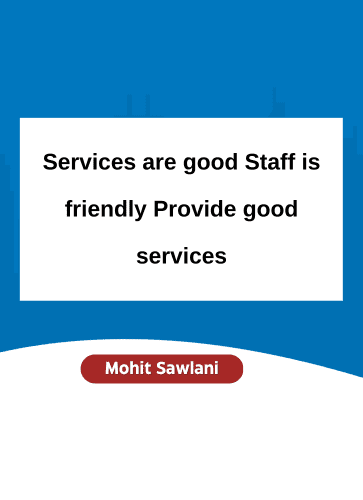 Services are good Staff is
friendly Provide good
services
Mohit Sawlani